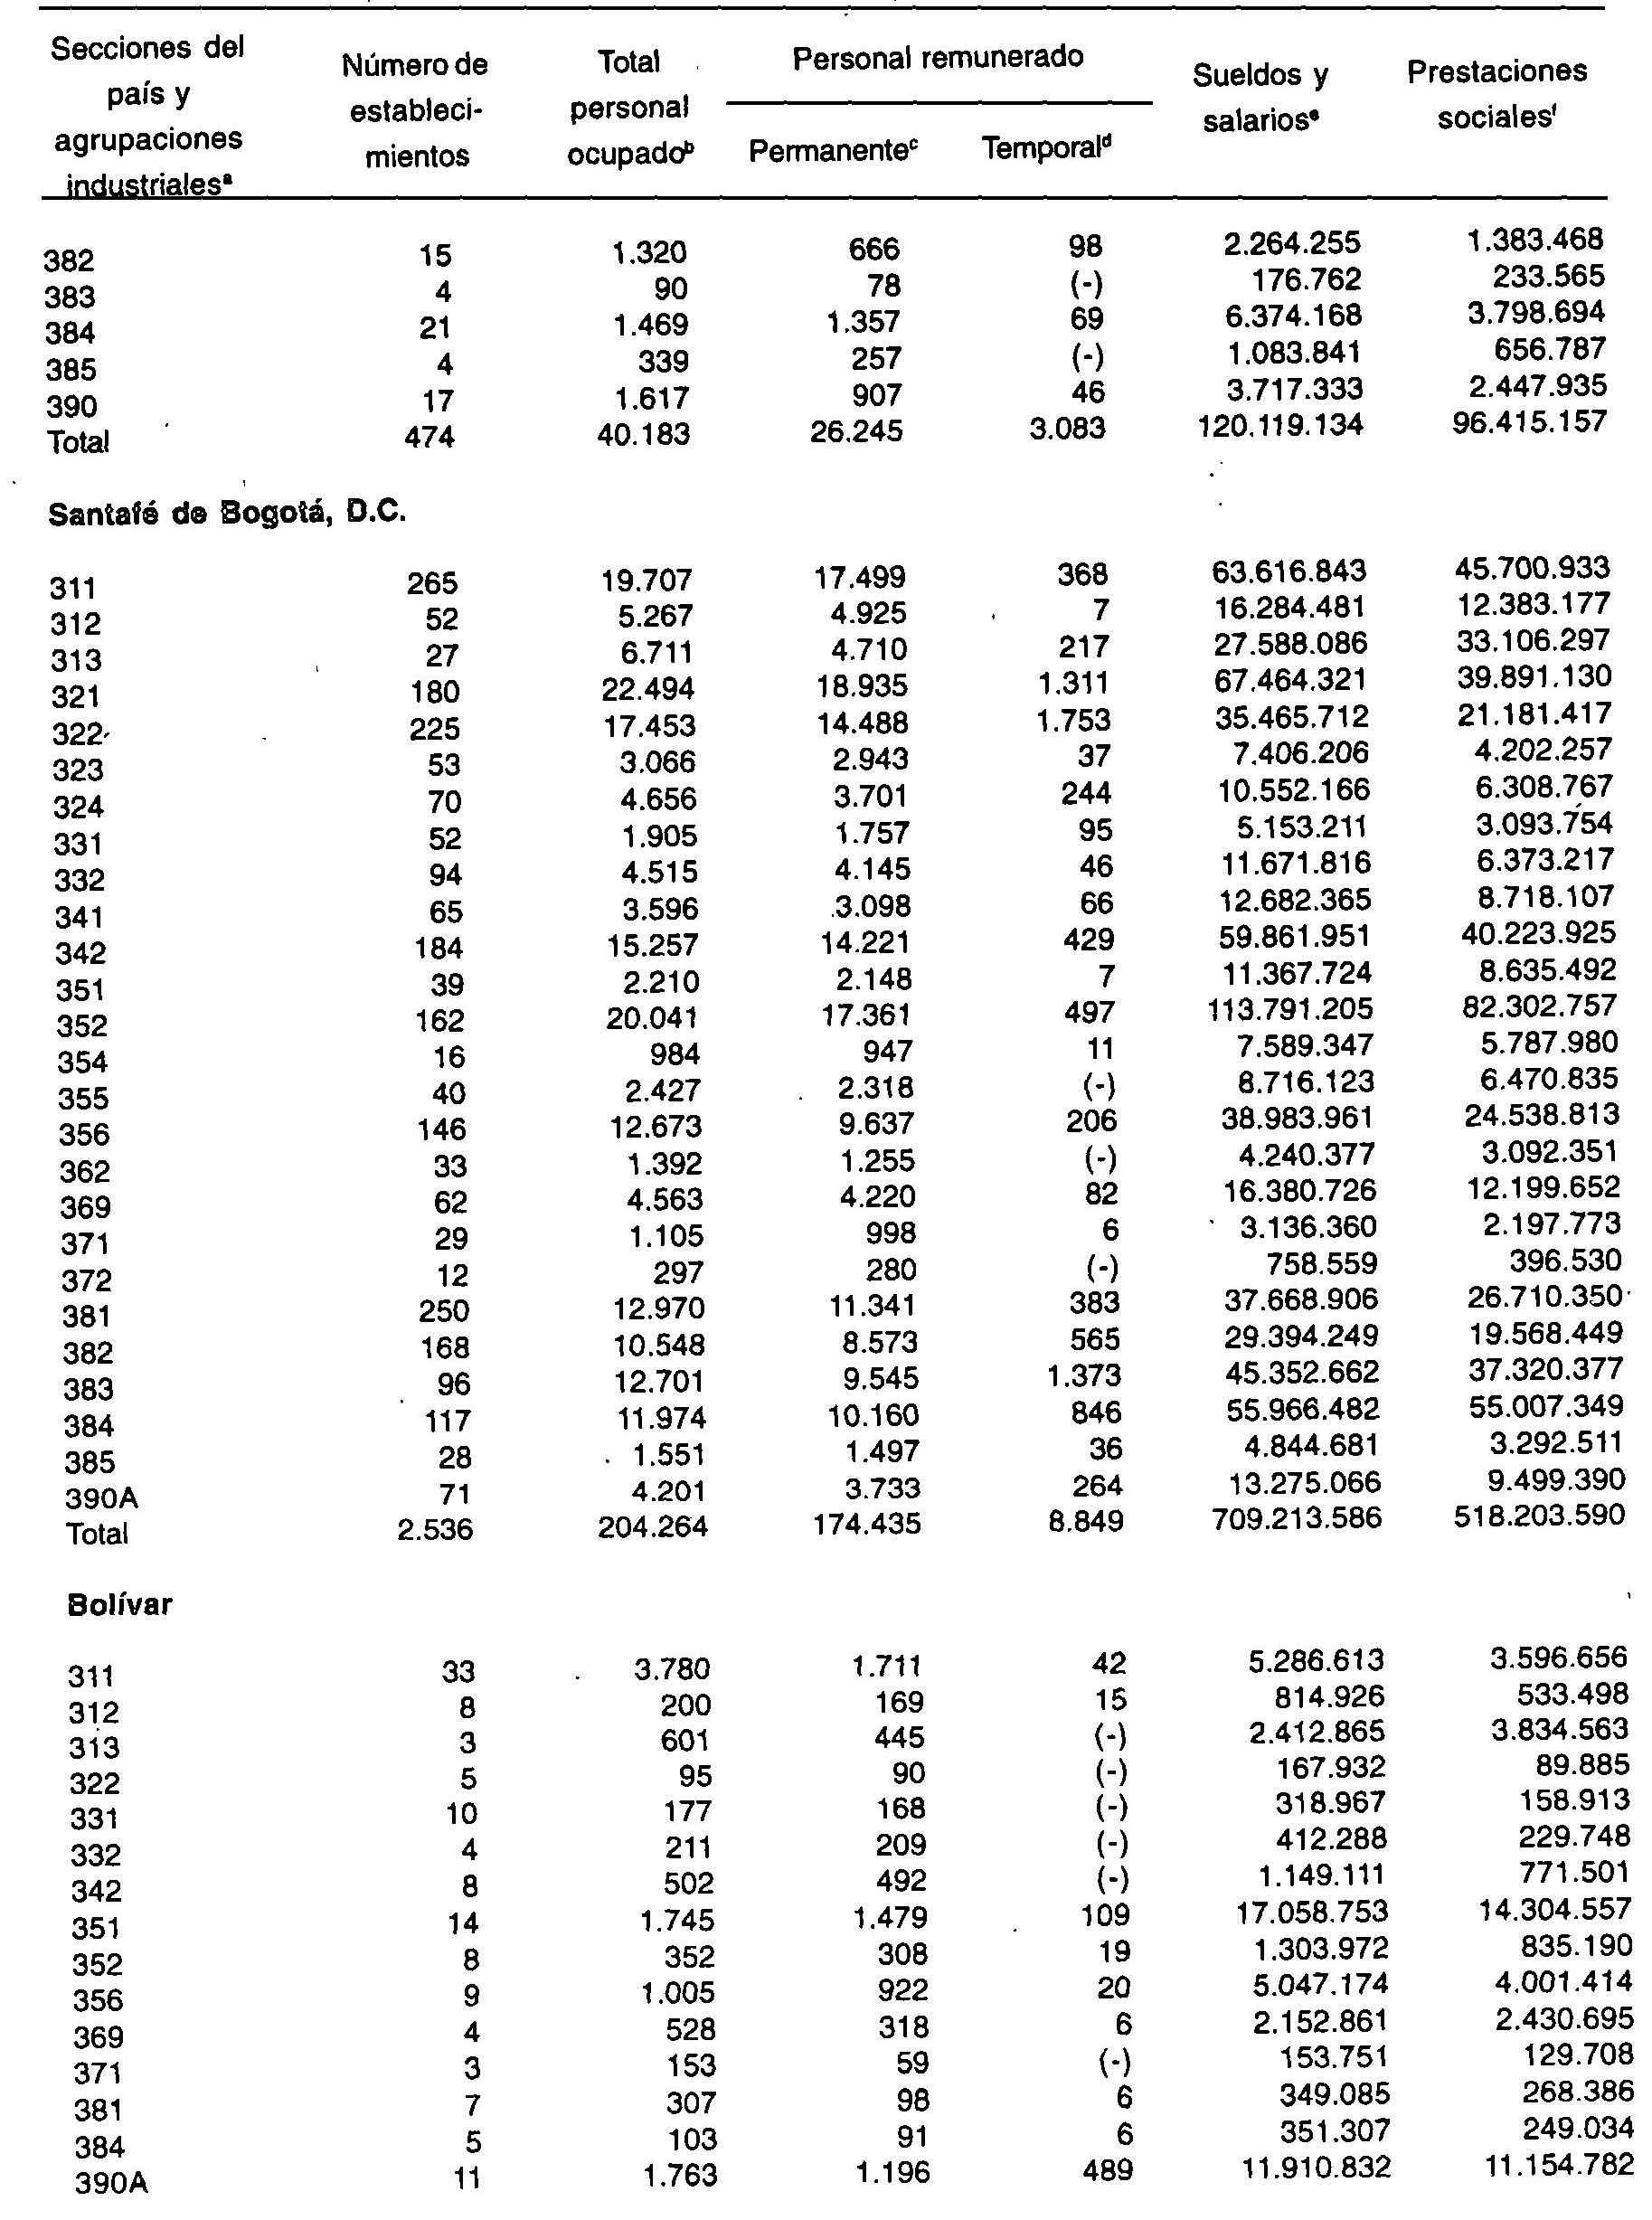 Secciones del país y agrupaciones industrialesª Número de estableci-mientos Total personal ocupadoᵇ Personal remunerado Permanenteᶜ Temporalᵈ Sueldos y salariosᵉ Prestaciones socialesᶠ
382 15 1.320 666 98 2.264.255 1.383.468
383 4 90 78 (-) 176.762 233.565
384 21 1.469 1.357 69 6.374.168 3.798.694
385 4 339 257 (-) 1.083.841 656.787
390 17 1.617 907 46 3.717.333 2.447.935
Total 474 40.183 26.245 3.083 120.119.134 96.415.157
Santafé de Bogotá, D.C.
311 265 19.707 17.499 368 63.616.843 45.700.933
312 52 5.267 4.925 7 16.284.481 12.383.177
313 27 6.711 4.710 217 27.588.086 33.106.297
321 180 22.494 18.935 1.311 67.464.321 39.891.130
322 225 17.453 14.488 1.753 35.465.712 21.181.417
323 53 3.066 2.943 37 7.406.206 4.202.257
324 70 4.656 3.701 244 10.552.166 6.308.767
331 52 1.905 1.757 95 5.153.211 3.093.754
332 94 4.515 4.145 46 11.671.816 6.373.217
341 65 3.596 3.098 66 12.682.365 8.718.107
342 184 15.257 14.221 429 59.861.951 40.223.925
351 39 2.210 2.148 7 11.367.724 8.635.492
352 162 20.041 17.361 497 113.791.205 82.302.757
354 16 984 947 11 7.589.347 5.787.980
355 40 2.427 2.318 (-) 8.716.123 6.470.835
356 146 12.673 9.637 206 38.983.961 24.538.813
362 33 1.392 1.255 (-) 4.240.377 3.092.351
369 62 4.563 4.220 82 16.380.726 12.199.652
371 29 1.105 998 6 3.136.360 2.197.773
372 12 297 280 (-) 758.559 396.530
381 250 12.970 11.341 383 37.668.906 26.710.350
382 168 10.548 8.573 565 29.394.249 19.568.449
383 96 12.701 9.545 1.373 45.352.662 37.320.377
384 117 11.974 10.160 846 55.966.482 55.007.349
385 28 1.551 1.497 36 4.844.681 3.292.511
390A 71 4.201 3.733 264 13.275.066 9.499.390
Total 2.536 204.264 174.435 8.849 709.213.586 518.203.590
Bolívar
311 33 3.780 1.711 42 5.286.613 3.596.656
312 8 200 169 15 814.926 533.498
313 3 601 445 (-) 2.412.865 3.834.563
322 5 95 90 (-) 167.932 89.885
331 10 177 168 (-) 318.967 158.913
332 4 211 209 (-) 412.288 229.748
342 8 502 492 (-) 1.149.111 771.501
351 14 1.745 1.479 109 17.058.753 14.304.557
352 8 352 308 19 1.303.972 835.190
356 9 1.005 922 20 5.047.174 4.001.414
369 4 528 318 6 2.152.861 2.430.695
371 3 153 59 (-) 153.751 129.708
381 7 307 98 6 349.085 268.386
384 5 103 91 6 351.307 249.034
390A 11 1.763 1.196 489 11.910.832 11.154.782